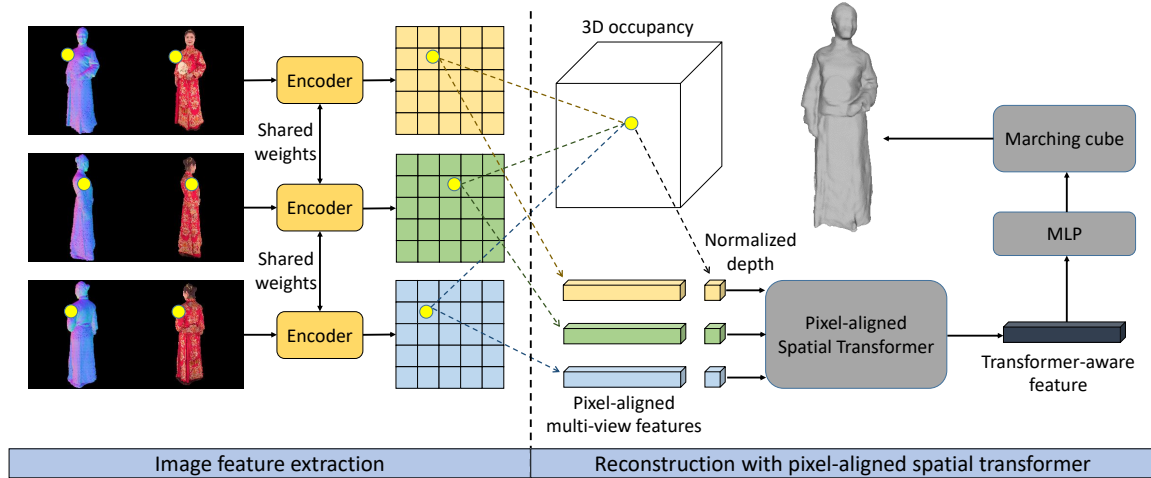 Encoder
Shared
weights
Encoder
Shared
weights
Encoder
3D occupancy
Normalized
depth
Pixel-aligned
multi-view features
Pixel-aligned
Spatial Transformer
Marching cube
MLP
Transformer-aware
feature
Image feature extraction
Reconstruction with pixel-aligned spatial transformer